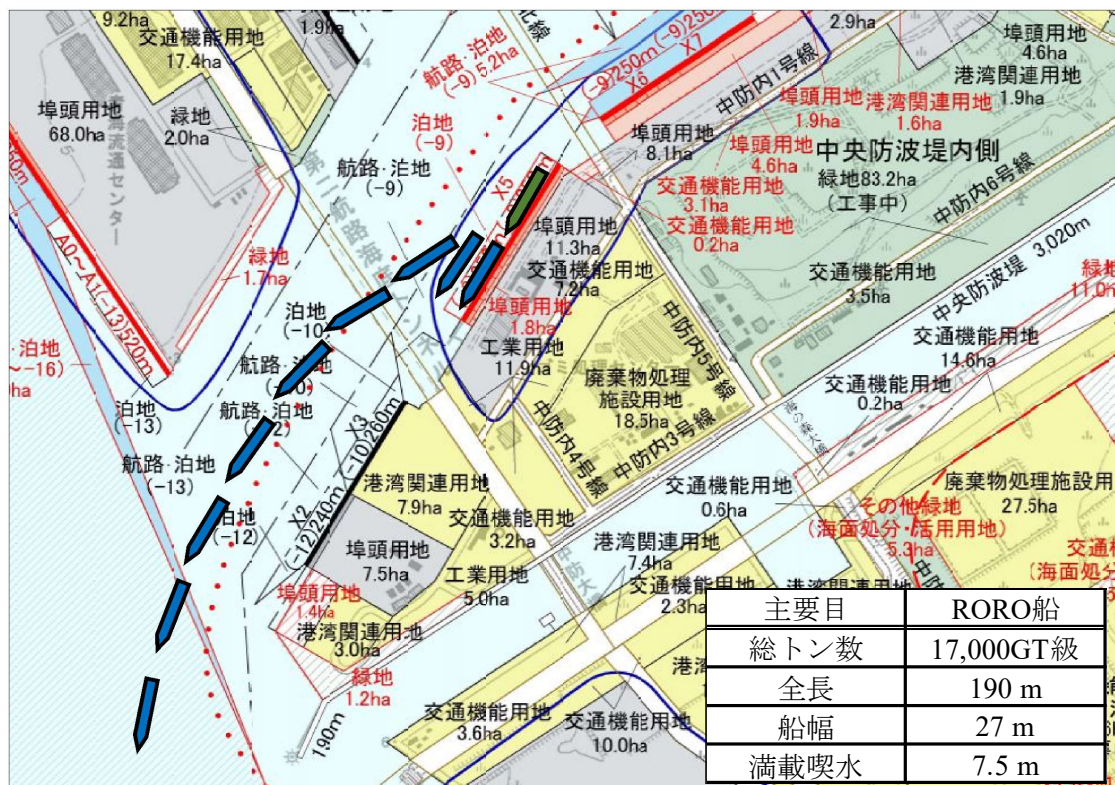 9.2ha
交通機能用地
17.4ha
1.9ha
北線
航路・泊地
(-9) 5.2ha
(-9)250m
X6
(-9)250
X7
2.9ha
埠頭用地
4.6ha
港湾関連用地
1.9ha
埠頭用地
68.0ha
緑地
2.0ha
泊地
(-9)
航路・泊地
(-9)
中防内1号線
埠頭用地
1.9ha
港湾関連用地
1.6ha
埠頭用地
8.1ha
埠頭用地
4.6ha
中央防波堤内側
緑地83.2ha
(工事中)
中防内6号線
交通機能用地
3.1ha
交通機能用地
0.2ha
X5
埠頭用地
11.3ha
交通機能用地
7.2ha
A0~A1(-13)520m
緑地
1.7ha
埠頭用地
1.8ha
工業用地
11.9ha
交通機能用地
3.5ha
中央防波堤
3,020m
緑地
11.0ha
交通機能用地
14.6ha
泊地
(-10)
航路・泊地
航路・泊地
泊地
(-13)
航路・泊地
(-13)
泊地
(-12)
中防内5号線
廃棄物処理
施設用地
18.5ha
中防内3号線
中防内4号線
交通機能用地
0.2ha
X3
(-10)260m
X2
(-12)240m
港湾関連用地
7.9ha
交通機能用地
3.2ha
交通機能用地
0.6ha
その他緑地
(海面処分・活用用地)
5.3ha
廃棄物処理施設用
27.5ha
埠頭用地
7.5ha
工業用地
5.0ha
港湾関連用地
7.4ha
交通機能用地
2.3ha
埠頭用地
1.4ha
港湾関連用地
3.0ha
緑地
1.2ha
190m
交通機能用地
3.6ha
交通機能用地
10.0ha
主要目 RORO船
総トン数 17,000GT級
全長 190 m
船幅 27 m
満載喫水 7.5 m